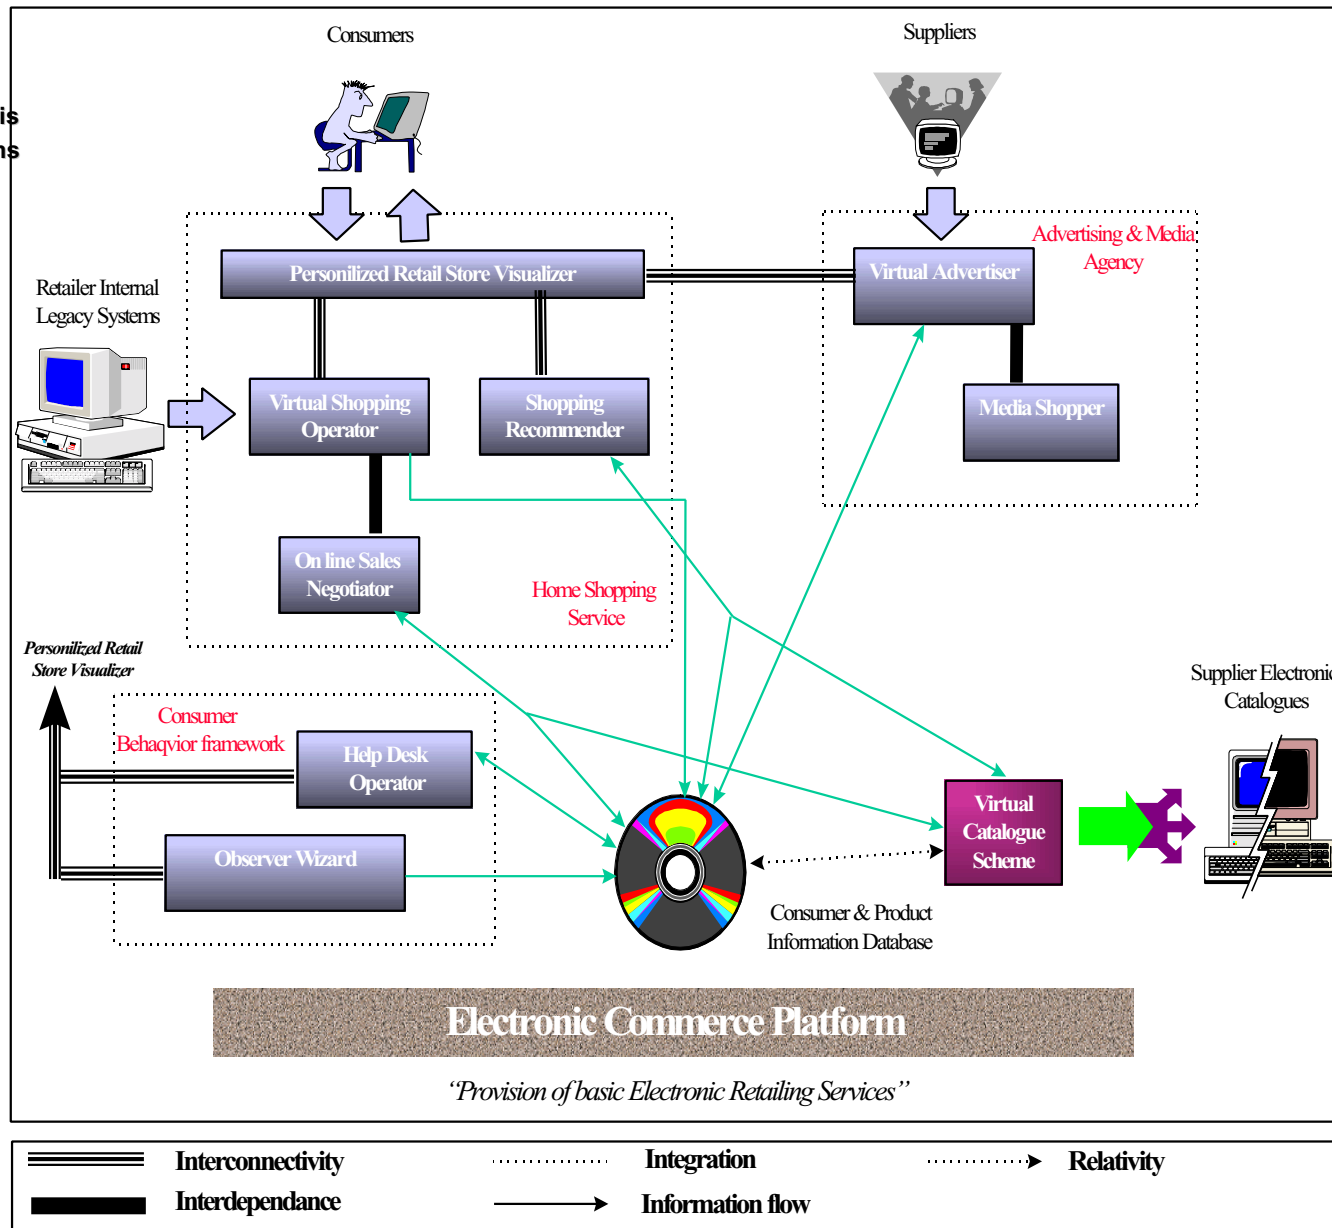 Consumers
Suppliers
is
ns
Advertising & Media
Agency
Personilized Retail Store Visualizer
Virtual Advertiser
Retailer Internal
Legacy Systems
Virtual Shopping
Operator
Shopping
Recommender
Media Shopper
On line Sales
Negotiator
Home Shopping
Service
Personilized Retail
Store Visualizer
Supplier Electronic
Catalogues
Consumer
Behaqvior framework
Help Desk
Operator
Virtual
Catalogue
Scheme
Observer Wizard
Consumer & Product
Information Database
Electronic Commerce Platform
“Provision of basic Electronic Retailing Services”
Interconnectivity
Integration
Relativity
Interdependance
Information flow